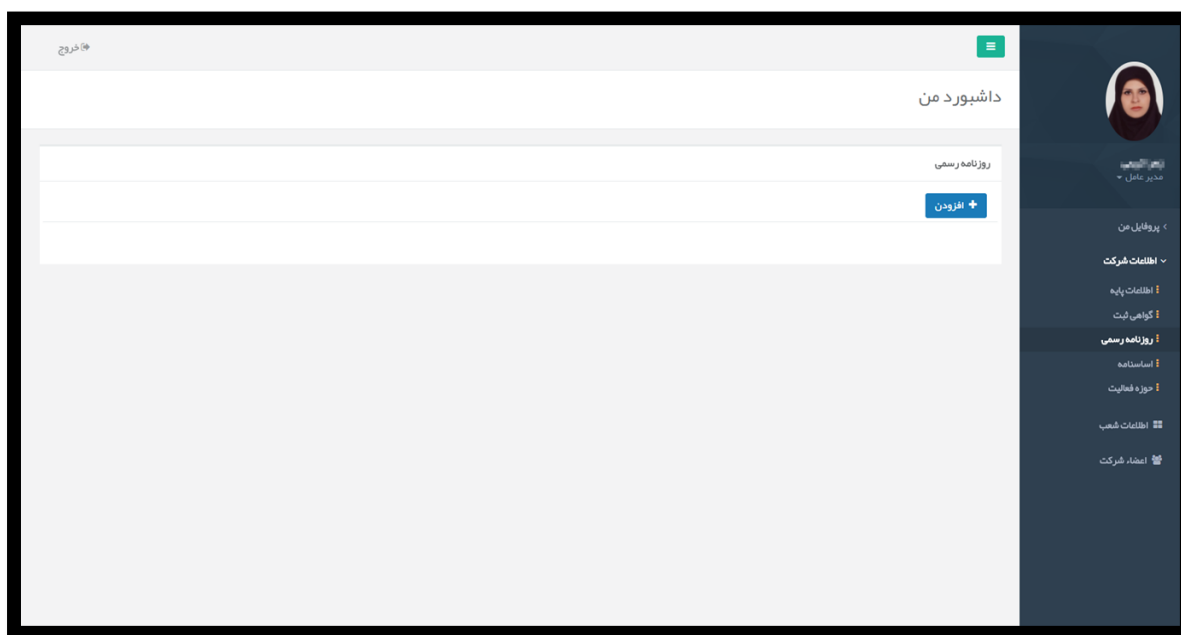 خروج
داشبورد من
روزنامه رسمی
افزودن
مدیر عامل
پروفایل من
اطلاعات شرکت
اطلاعات پایه
گواهی ثبت
روزنامه رسمی
اساسنامه
حوزه فعالیت
اطلاعات شعب
اعضاء شرکت